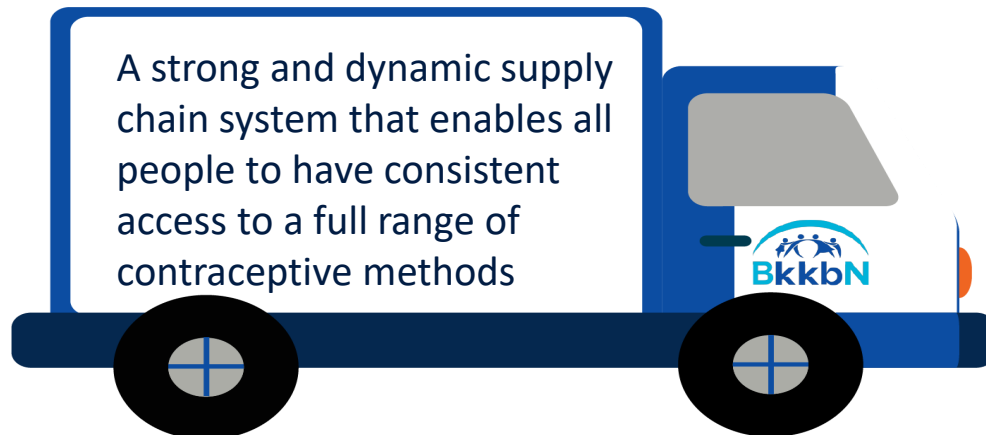 A strong and dynamic supply
chain system that enables all
people to have consistent
access to a full range of
contraceptive methods
BkkbN